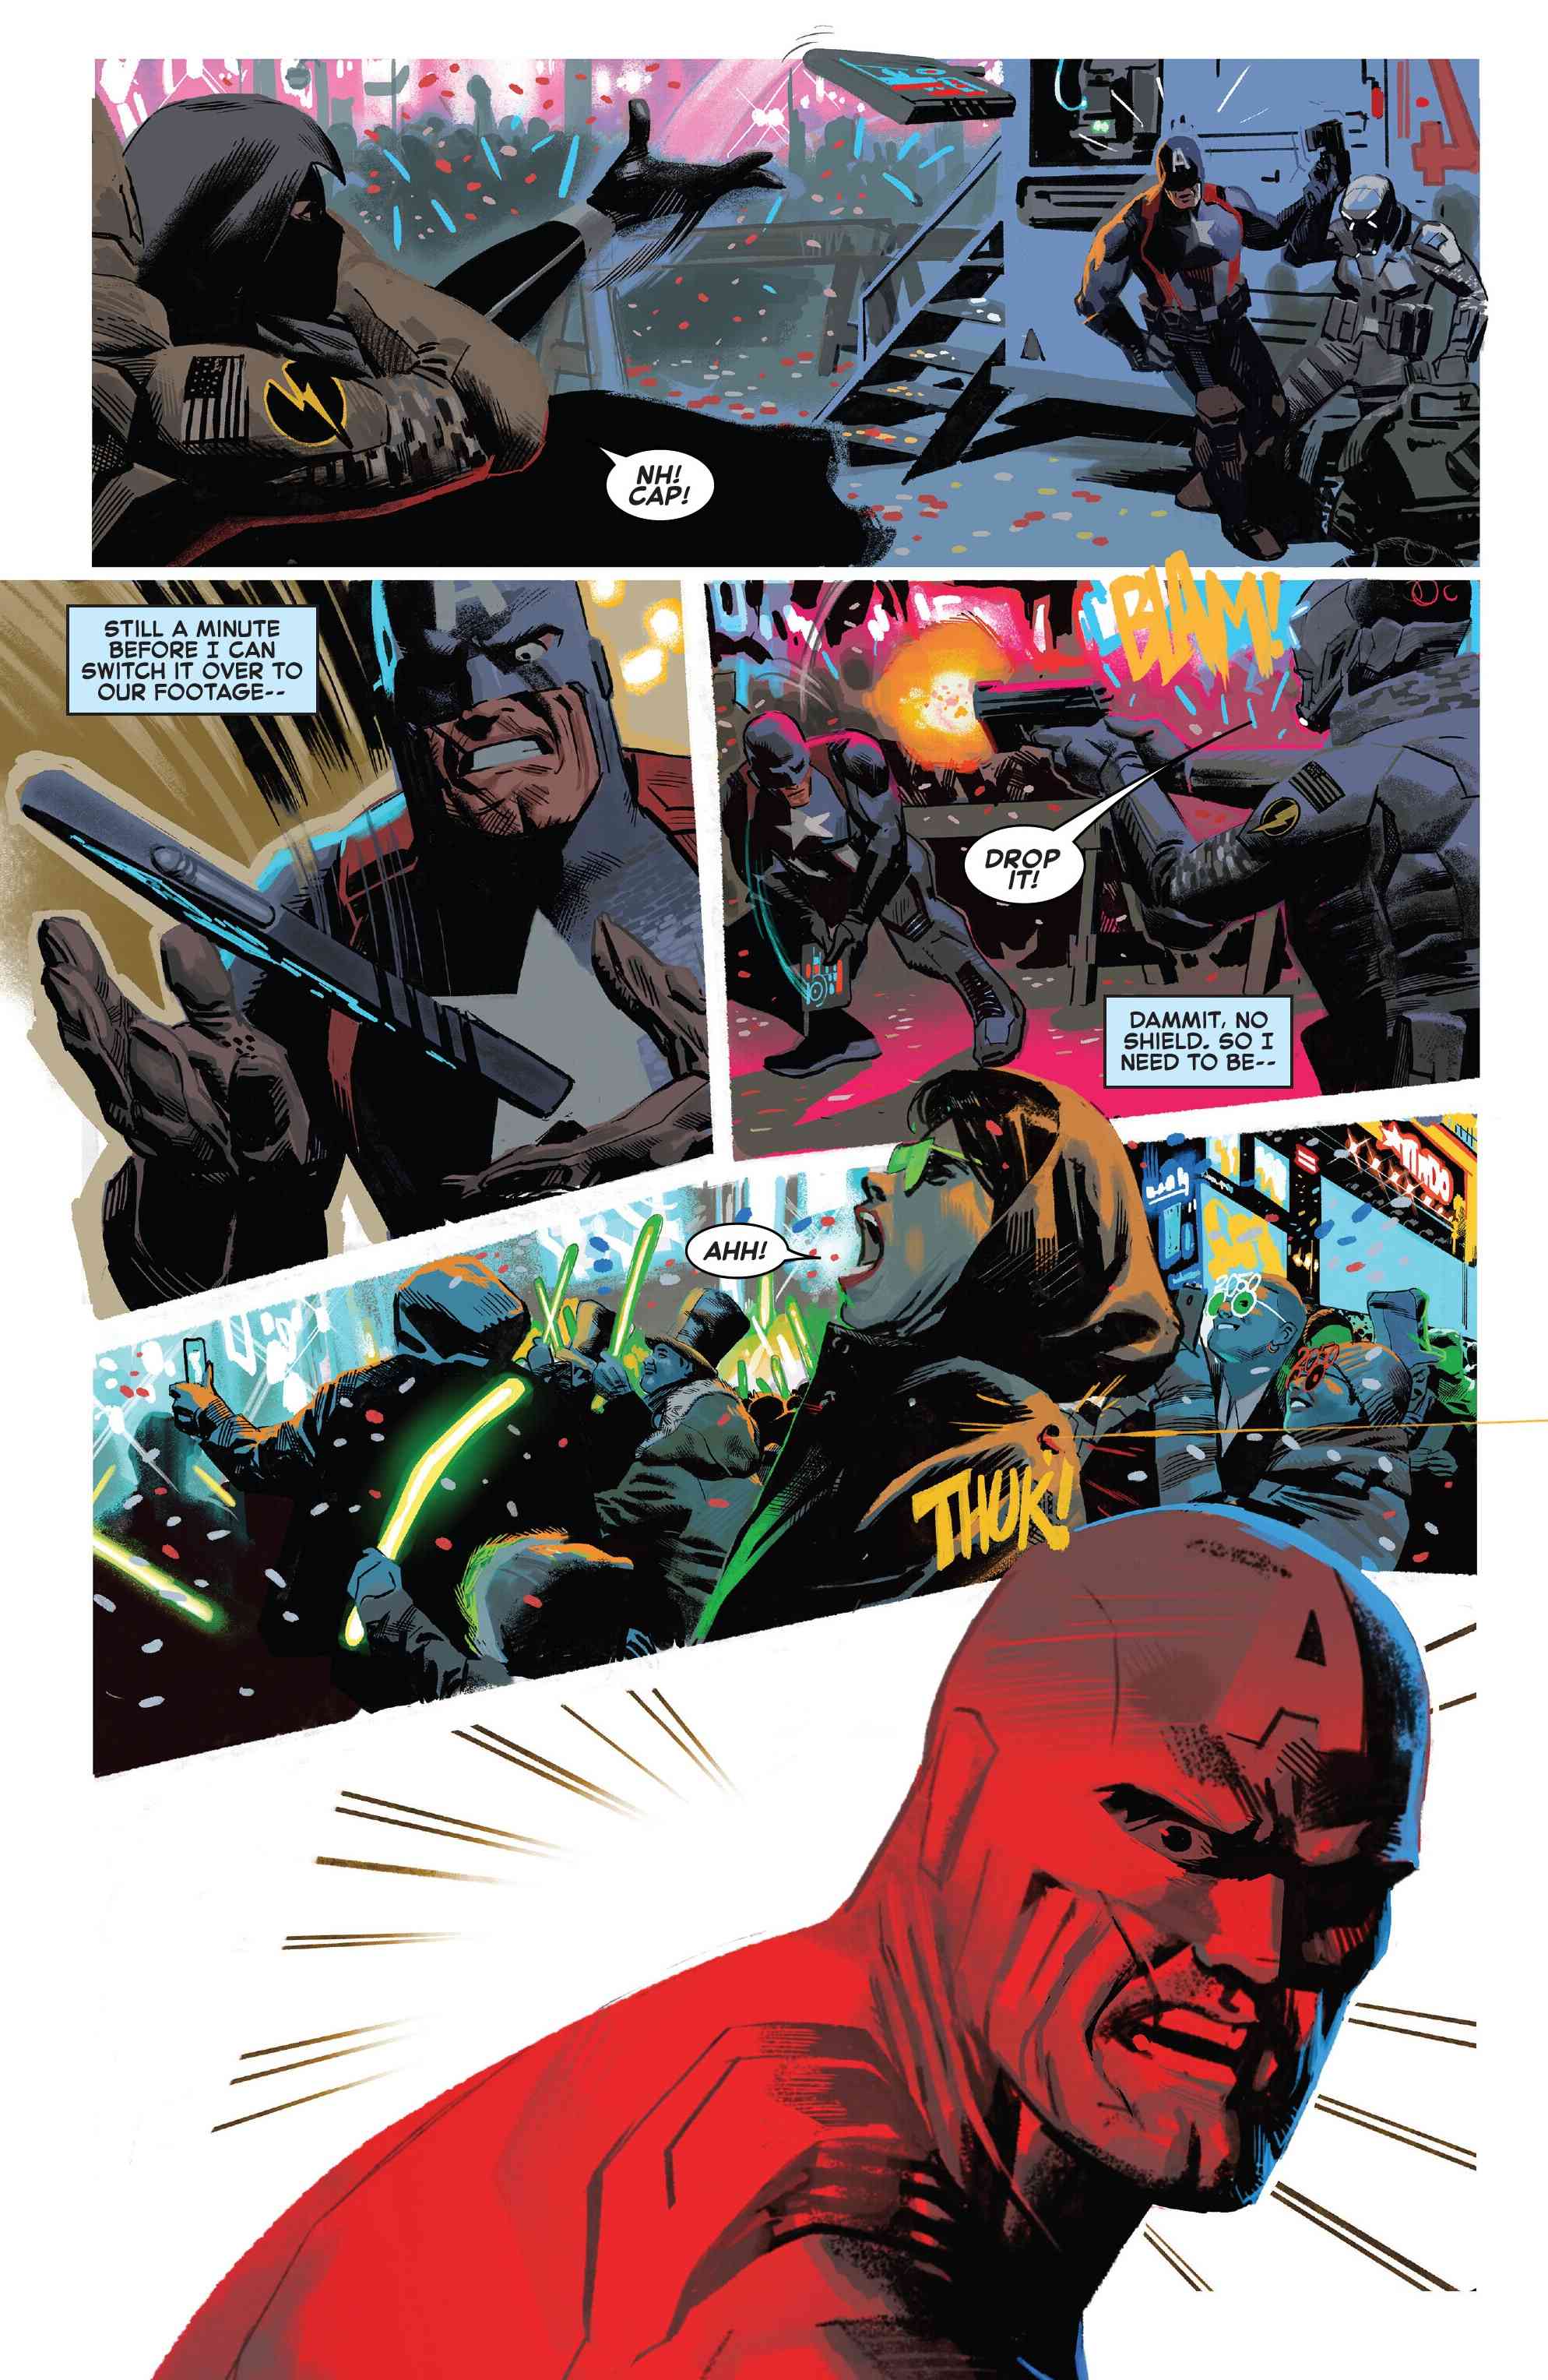 A
NH!
CAP!
STILL A MINUTE
BEFORE I CAN
SWITCH IT OVER TO
OUR FOOTAGE--
A
BLAM!
DROP
IT!
DAMMIT, NO
SHIELD. SO I
NEED TO BE--
AHH!
2050
THUK!
A